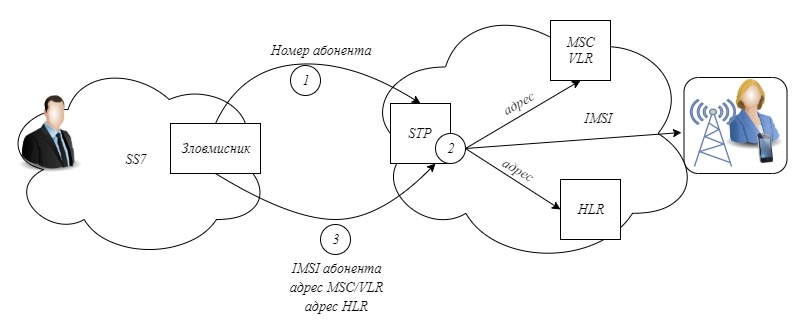 Номер абонента
1
SS7
Зловмисник
STP
2
MSC
VLR
адрес
IMSI
адрес
HLR
3
IMSI абонента
адрес MSC/VLR
адрес HLR